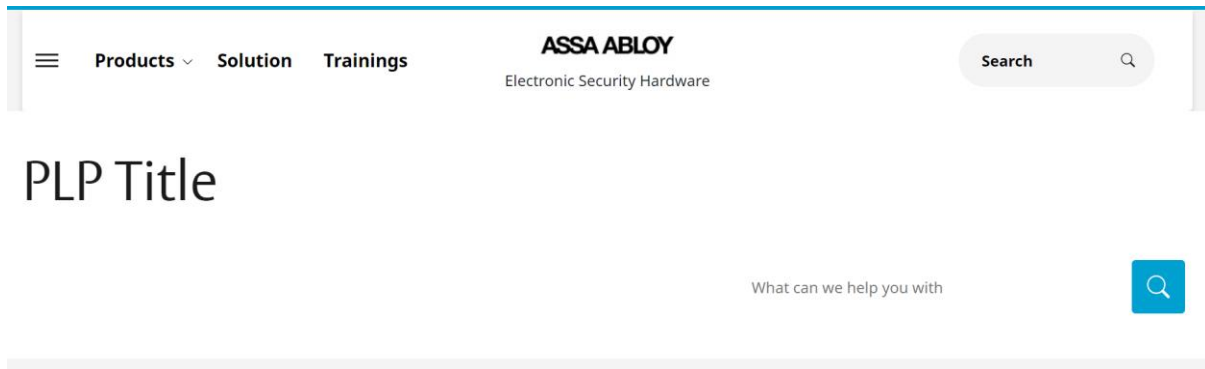 Products Solution Trainings
ASSA ABLOY
Electronic Security Hardware
Search
PLP Title
What can we help you with